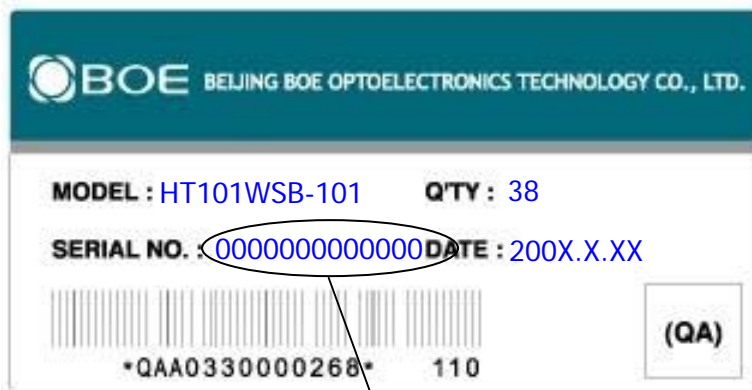 BOE BEIJING BOE OPTOELECTRONICS TECHNOLOGY CO., LTD.
MODEL : HT101WSB-101 Q'TY : 38
SERIAL NO. : 0000000000000 DATE : 200X.X.XX
(QA)
*QAA0330000268* 110